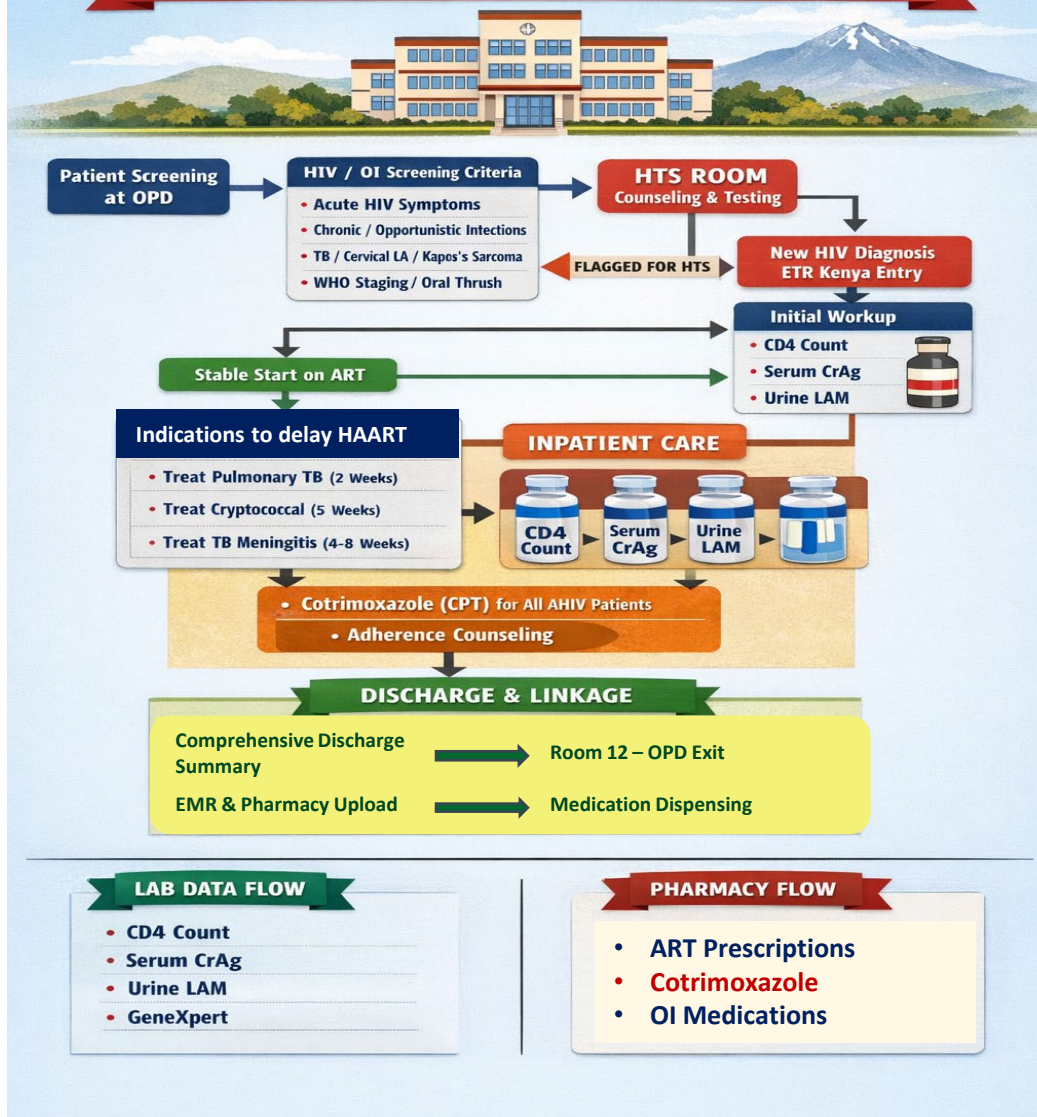 Patient Screening
at OPD
HIV / OI Screening Criteria
• Acute HIV Symptoms
• Chronic / Opportunistic Infections
• TB / Cervical LA / Kapos's Sarcoma
• WHO Staging / Oral Thrush
HTS ROOM
Counseling & Testing
FLAGGED FOR HTS
New HIV Diagnosis
ETR Kenya Entry
Initial Workup
• CD4 Count
• Serum CrAg
• Urine LAM
Stable Start on ART
Indications to delay HAART
• Treat Pulmonary TB (2 Weeks)
• Treat Cryptococcal (5 Weeks)
• Treat TB Meningitis (4-8 Weeks)
INPATIENT CARE
CD4
Count
Serum
CrAg
Urine
LAM
• Cotrimoxazole (CPT) for All AHIV Patients
• Adherence Counseling
DISCHARGE & LINKAGE
Comprehensive Discharge
Summary
Room 12 – OPD Exit
EMR & Pharmacy Upload
Medication Dispensing
LAB DATA FLOW
• CD4 Count
• Serum CrAg
• Urine LAM
• GeneXpert
PHARMACY FLOW
• ART Prescriptions
• Cotrimoxazole
• OI Medications